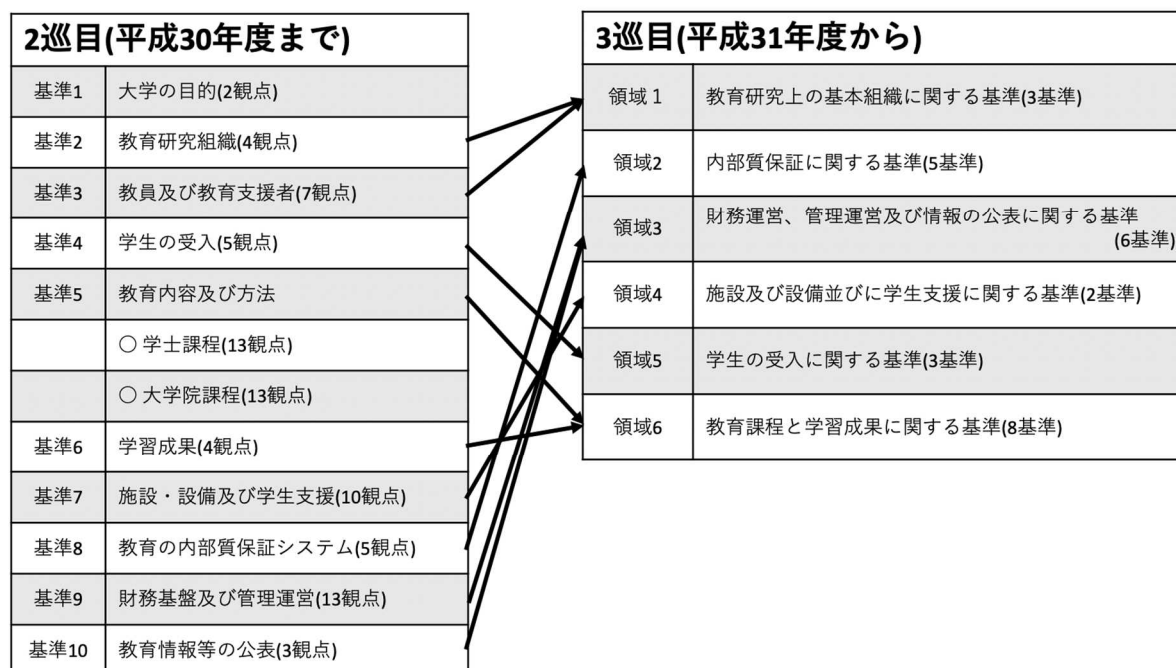 2巡目(平成30年度まで)
基準1 大学の目的(2観点)
基準2 教育研究組織(4観点)
基準3 教員及び教育支援者(7観点)
基準4 学生の受入(5観点)
基準5 教育内容及び方法
○ 学士課程(13観点)
○ 大学院課程(13観点)
基準6 学習成果(4観点)
基準7 施設・設備及び学生支援(10観点)
基準8 教育の内部質保証システム(5観点)
基準9 財務基盤及び管理運営(13観点)
基準10 教育情報等の公表(3観点)
3巡目(平成31年度から)
領域１ 教育研究上の基本組織に関する基準(3基準)
領域2 内部質保証に関する基準(5基準)
領域3 財務運営、管理運営及び情報の公表に関する基準
(6基準)
領域4 施設及び設備並びに学生支援に関する基準(2基準)
領域5 学生の受入に関する基準(3基準)
領域6 教育課程と学習成果に関する基準(8基準)